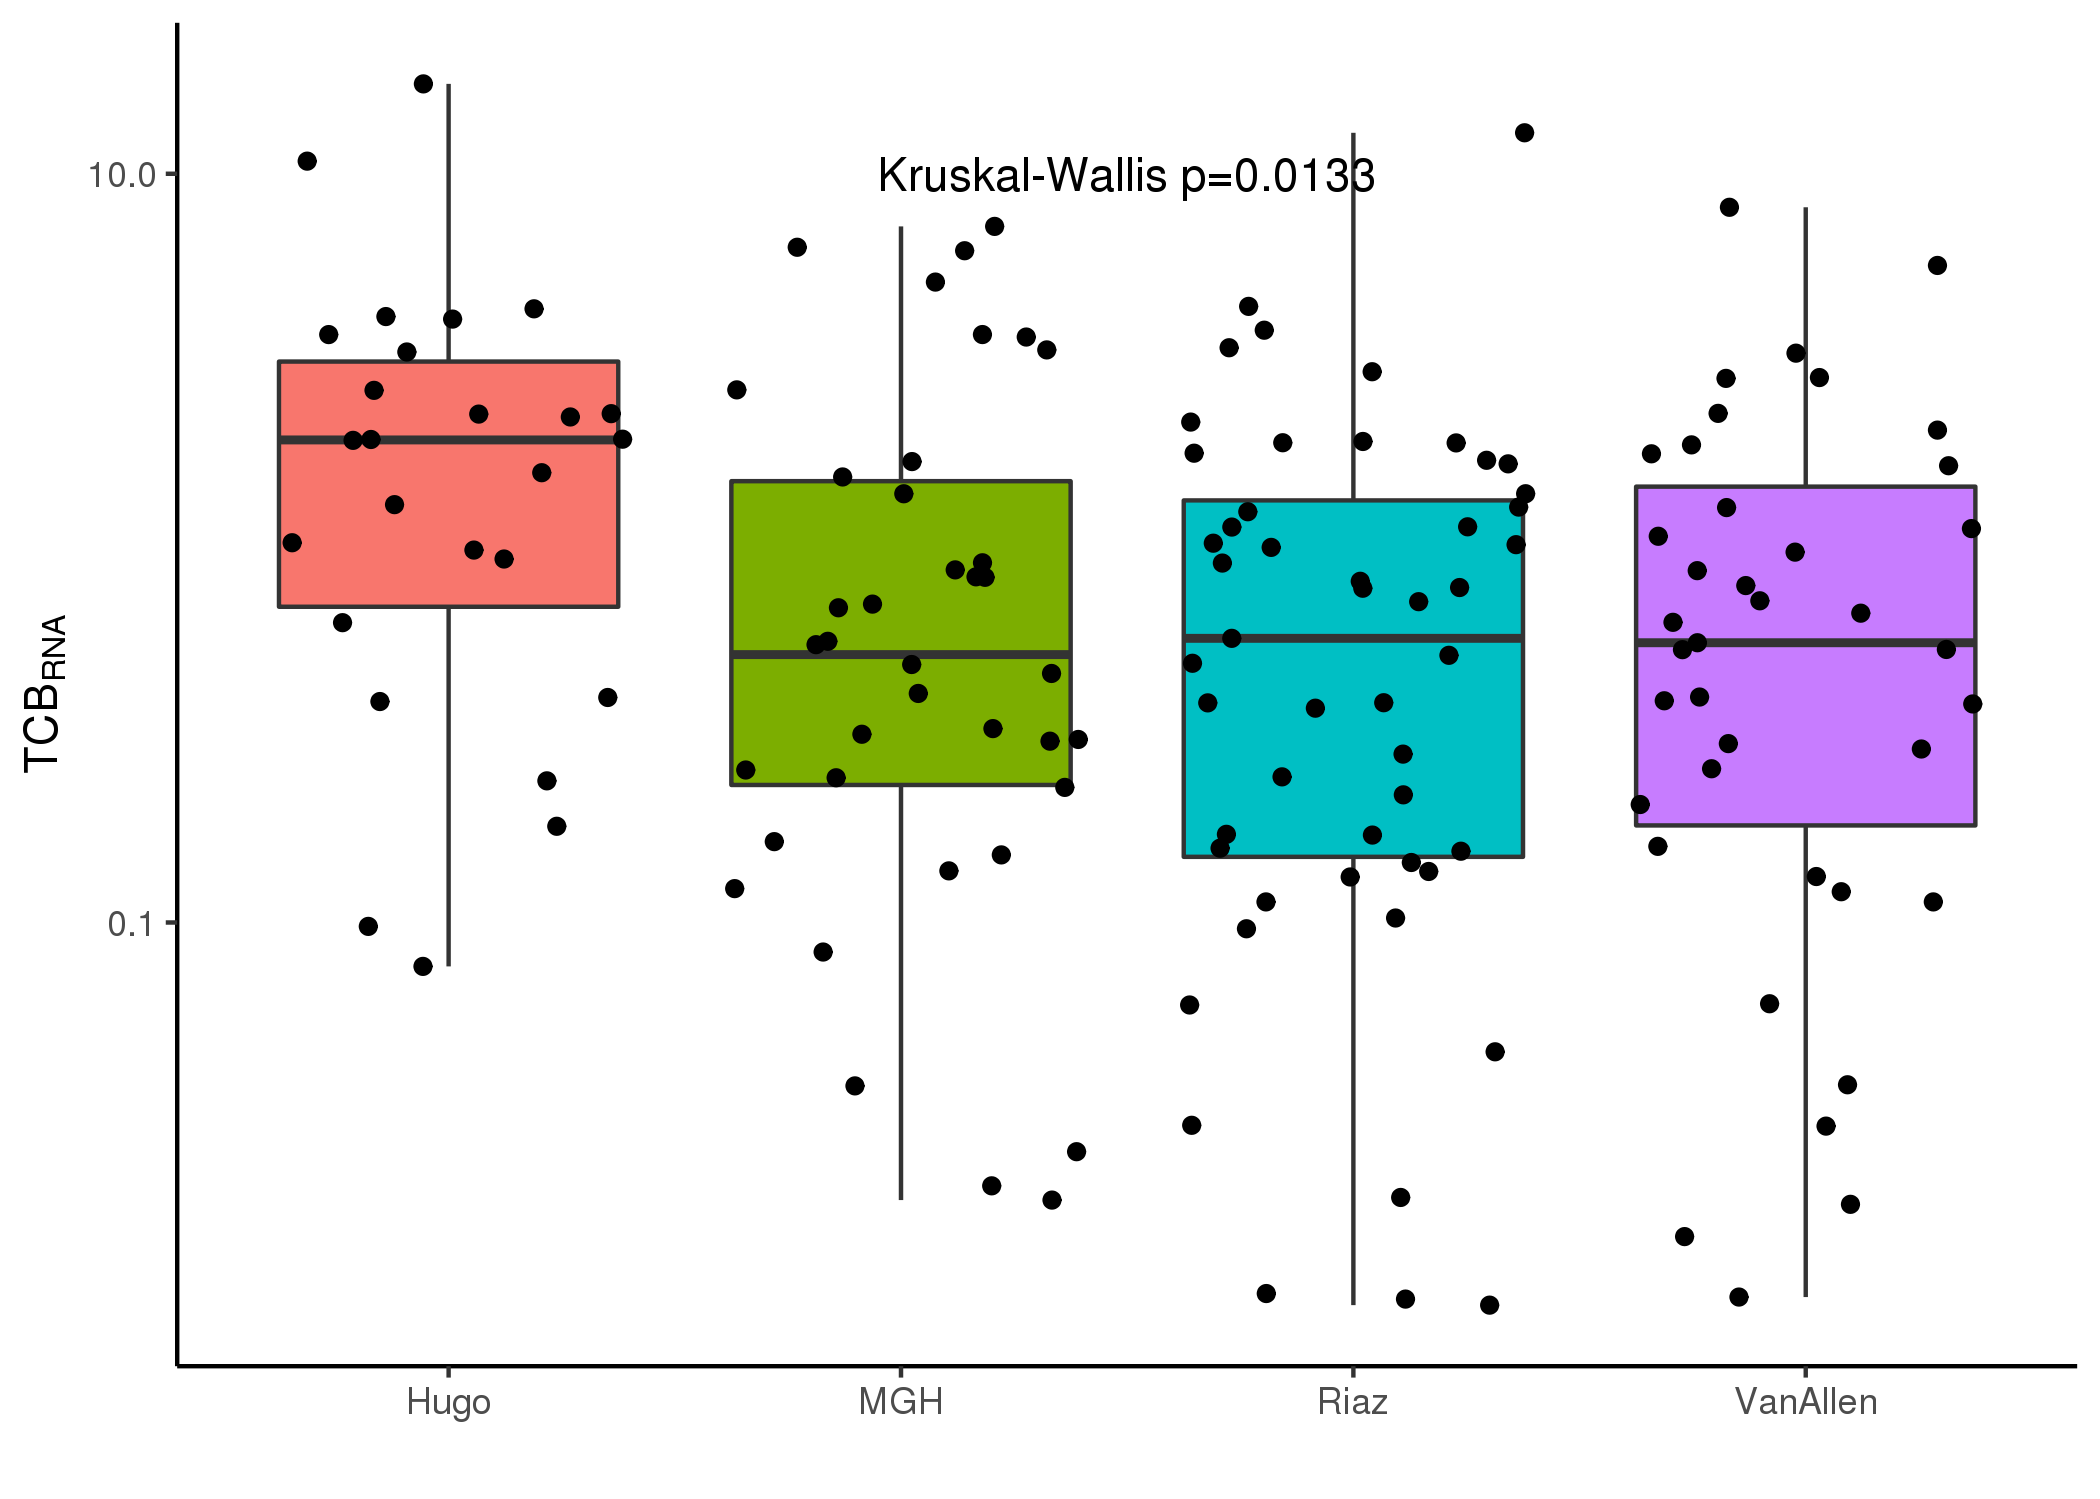 Kruskal-Wallis p=0.0133
10.0
0.1
TCBRNA
Hugo
MGH
Riaz
VanAllen